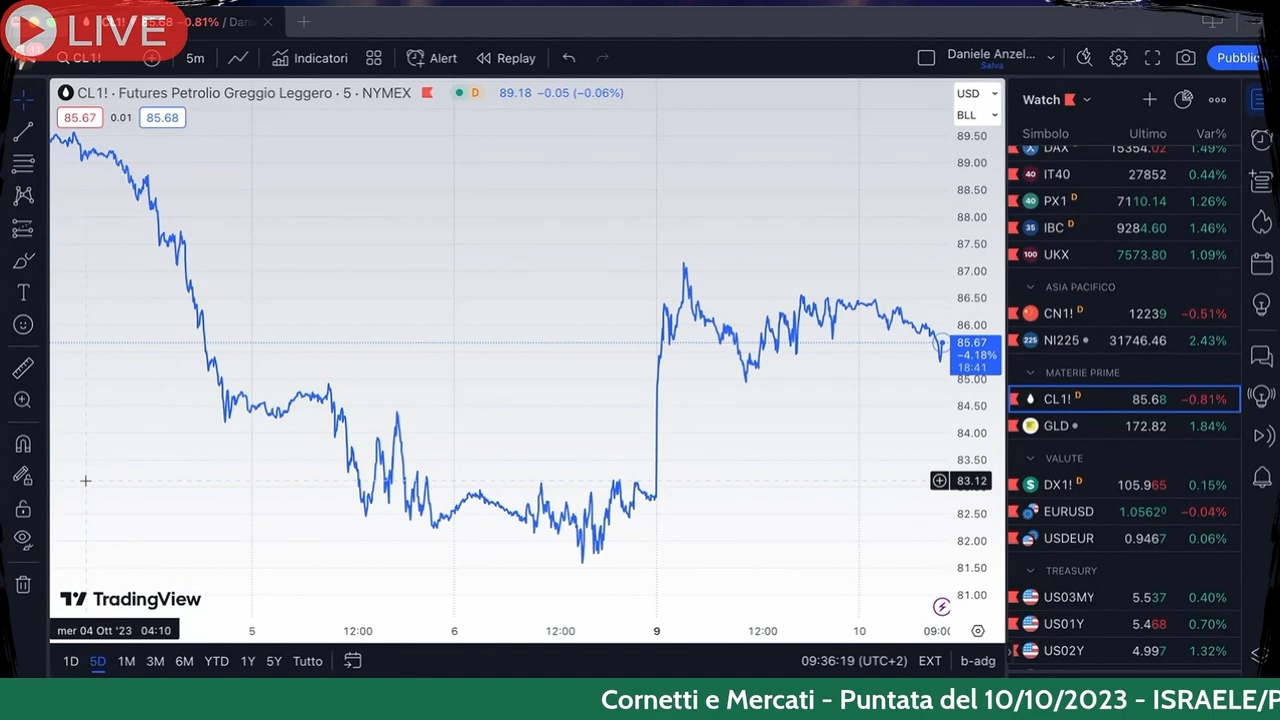 LIVE
CL1! 85.68 −0.81% / Dani
CL1! 5m Indicatori Alert Replay Daniele Anzel... Salva Pubblic
CL1! · Futures Petrolio Greggio Leggero · 5 · NYMEX D 89.18 −0.05 (−0.06%)
85.67 0.01 85.68
USD
BLL
89.50
89.00
88.50
88.00
87.50
87.00
86.50
86.00
85.67
−4.18%
18:41
85.00
84.50
84.00
83.50
83.12
82.50
82.00
81.50
81.00
TradingView
mer 04 Ott '23 04:10 5 12:00 6 12:00 9 12:00 10 09:00
1D 5D 1M 3M 6M YTD 1Y 5Y Tutto 09:36:19 (UTC+2) EXT b-adg
Watch
Simbolo Ultimo Var%
DAX 15354.02 1.49%
40 IT40 27852 0.44%
40 PX1 D 7110.14 1.26%
35 IBC D 9284.60 1.46%
100 UKX 7573.80 1.09%
ASIA PACIFICO
CN1! D 12239 −0.51%
225 NI225 31746.46 2.43%
MATERIE PRIME
CL1! D 85.68 −0.81%
GLD 172.82 1.84%
VALUTE
DX1! D 105.965 0.15%
EURUSD 1.05620 −0.04%
USDEUR 0.9467 0.06%
TREASURY
US03MY 5.537 0.40%
US01Y 5.468 0.70%
US02Y 4.997 1.32%
Cornetti e Mercati - Puntata del 10/10/2023 - ISRAELE/P